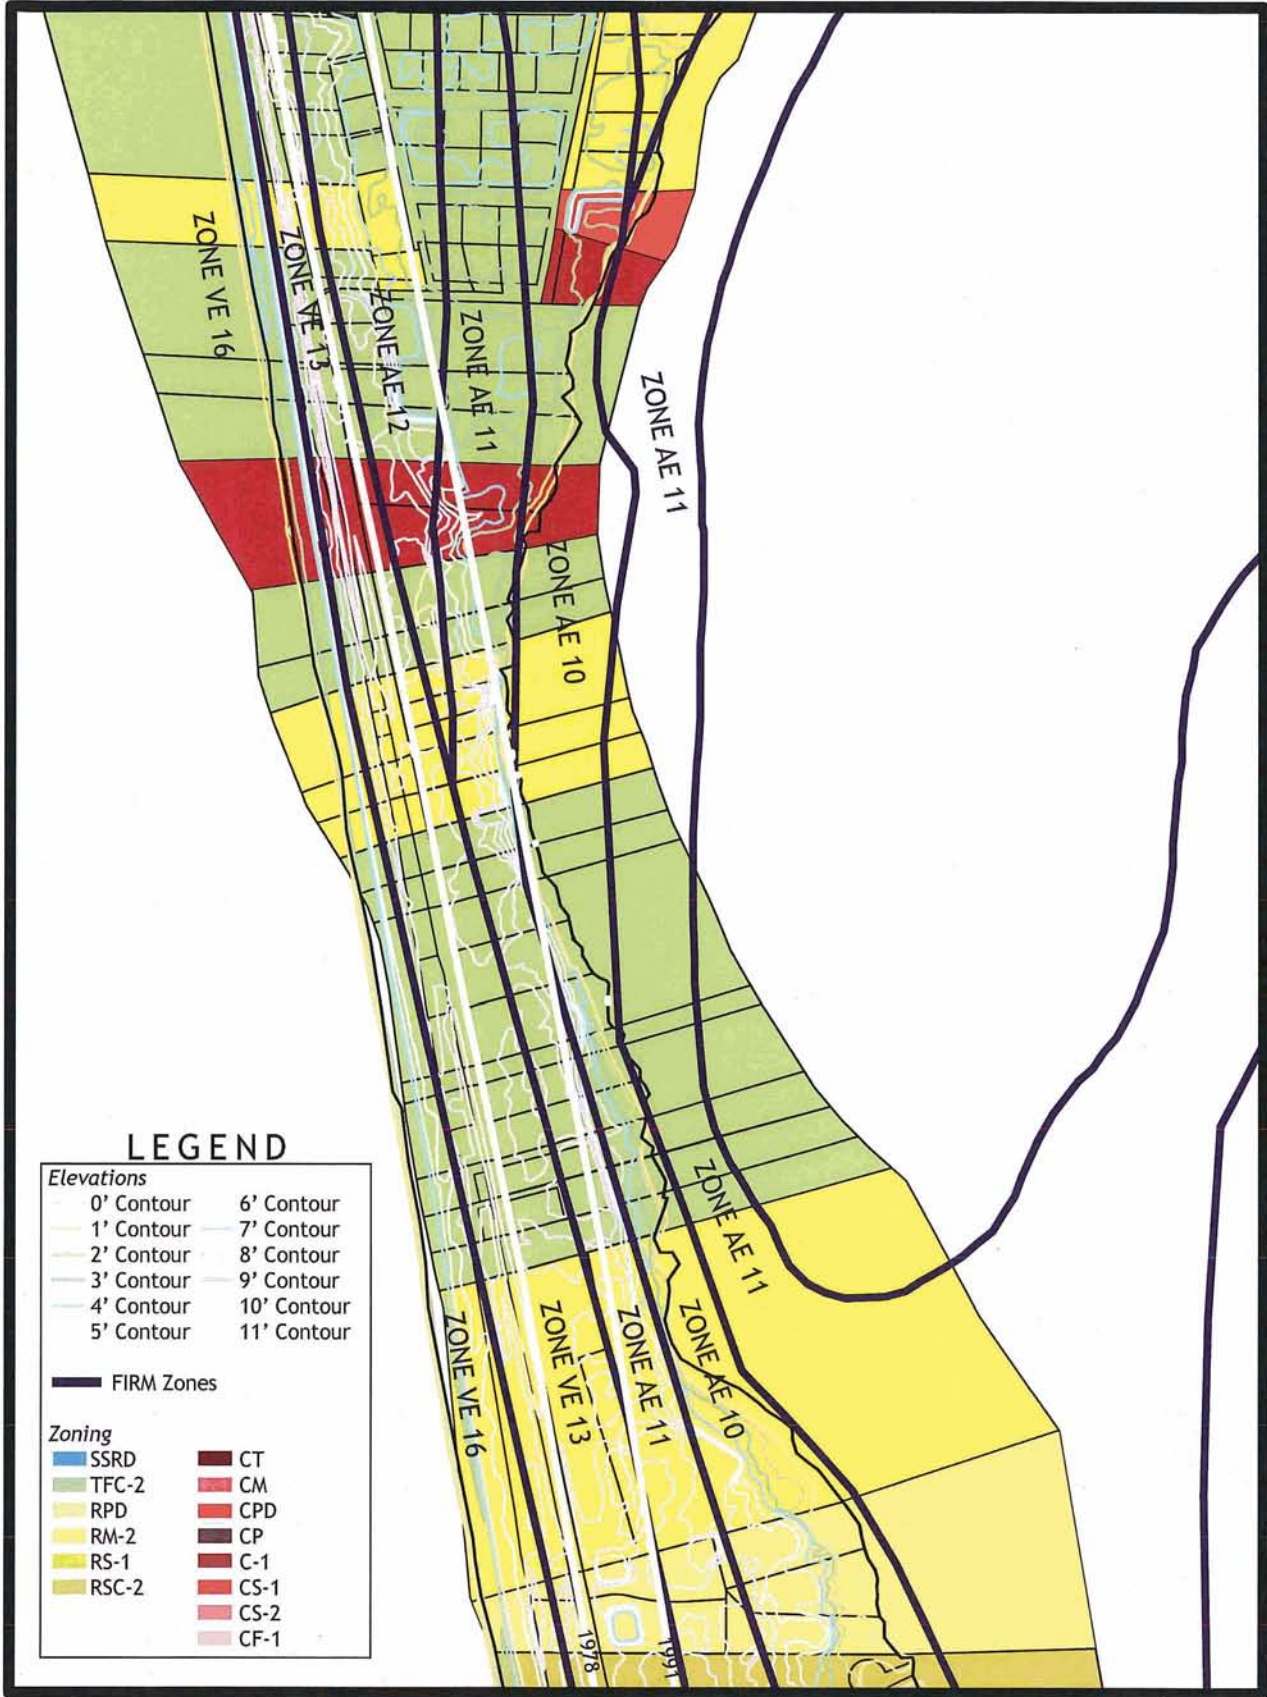 ZONE VE 16
ZONE VE 13
ZONE AE 12
ZONE AE 11
ZONE AE 11
ZONE AE 10
ZONE AE 11
ZONE VE 16
ZONE VE 13
ZONE AE 11
ZONE AE 10
1978
1991
LEGEND
Elevations
0' Contour
1' Contour
2' Contour
3' Contour
4' Contour
5' Contour
6' Contour
7' Contour
8' Contour
9' Contour
10' Contour
11' Contour
FIRM Zones
Zoning
SSRD
TFC-2
RPD
RM-2
RS-1
RSC-2
CT
CM
CPD
CP
C-1
CS-1
CS-2
CF-1